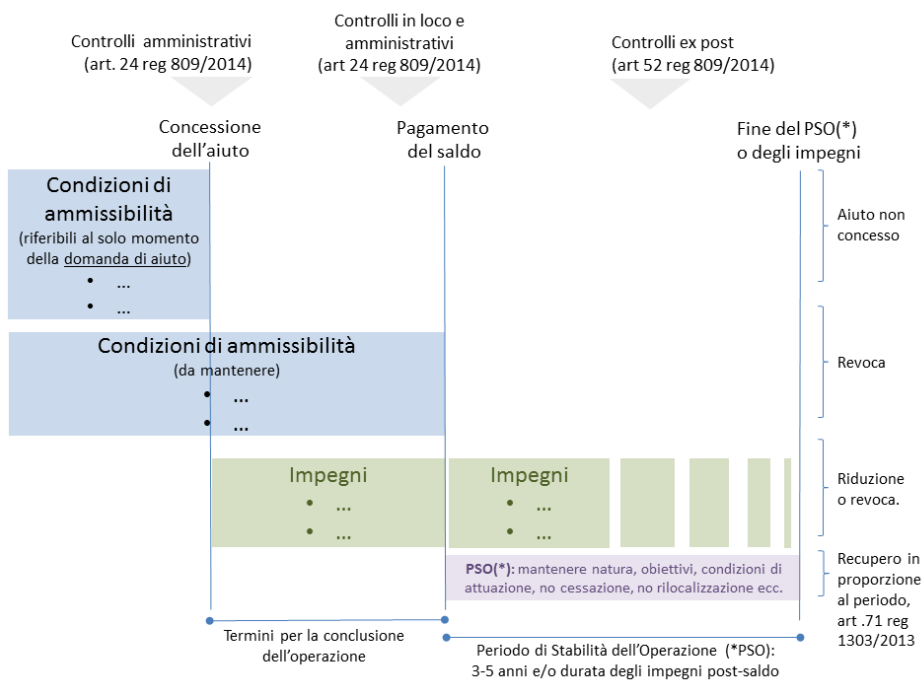 Controlli amministrativi
(art. 24 reg 809/2014)
Controlli in loco e
amministrativi
(art 24 reg 809/2014)
Controlli ex post
(art 52 reg 809/2014)
Concessione
dell'aiuto
Pagamento
del saldo
Fine del PSO(*)
o degli impegni
Condizioni di
ammissibilità
(riferibili al solo momento
della domanda di aiuto)
• ...
• ...
Aiuto non
concesso
Condizioni di ammissibilità
(da mantenere)
• ...
• ...
Revoca
Impegni
• ...
• ...
Impegni
• ...
• ...
Riduzione
o revoca.
PSO(*): mantenere natura, obiettivi, condizioni di
attuazione, no cessazione, no rilocalizzazione ecc.
Recupero in
proporzione
al periodo,
art .71 reg
1303/2013
Termini per la conclusione
dell'operazione
Periodo di Stabilità dell'Operazione (*PSO):
3-5 anni e/o durata degli impegni post-saldo